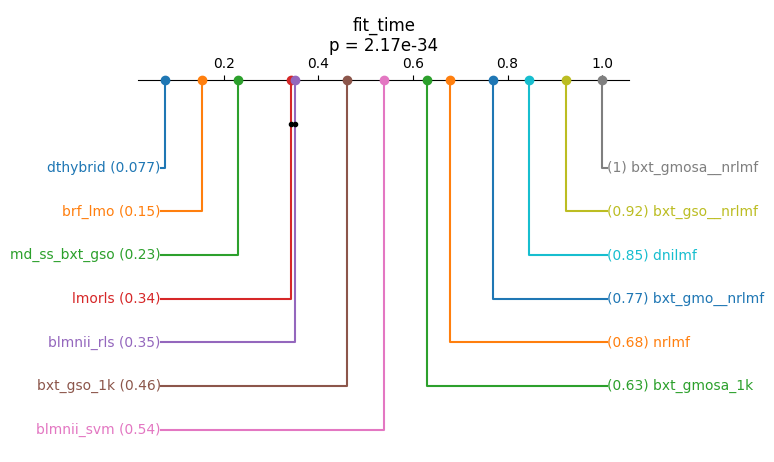 fit_time
p = 2.17e-34
0.2 0.4 0.6 0.8 1.0
dthybrid (0.077)
(1) bxt_gmosa__nrlmf
brf_lmo (0.15)
(0.92) bxt_gso__nrlmf
md_ss_bxt_gso (0.23)
(0.85) dnilmf
lmorls (0.34)
(0.77) bxt_gmo__nrlmf
blmnii_rls (0.35)
(0.68) nrlmf
bxt_gso_1k (0.46)
(0.63) bxt_gmosa_1k
blmnii_svm (0.54)